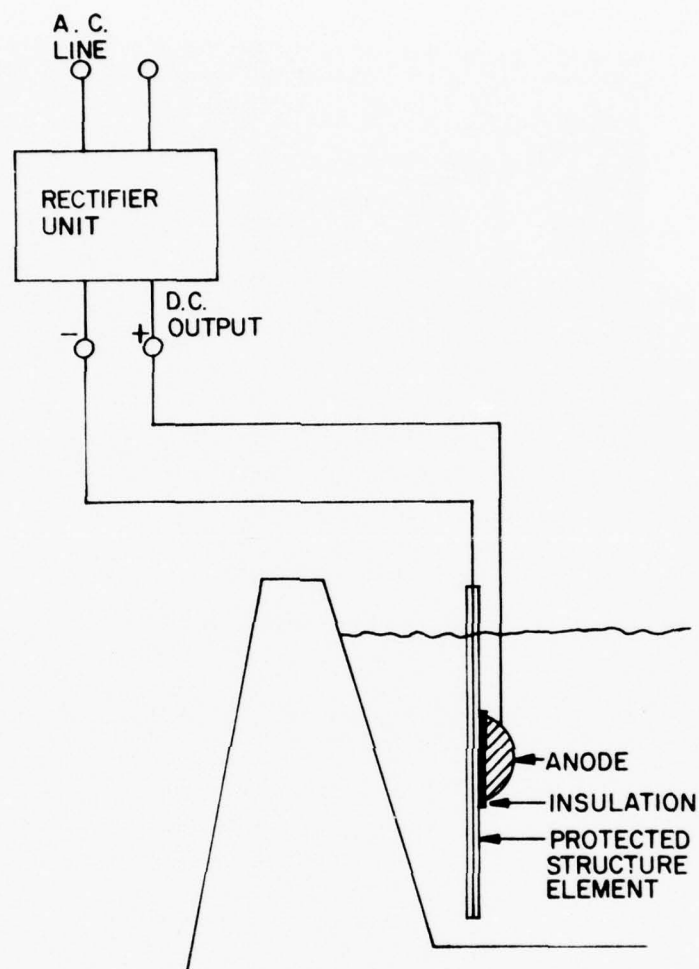 A. C.
LINE
RECTIFIER
UNIT
D.C.
OUTPUT
- +
ANODE
INSULATION
PROTECTED
STRUCTURE
ELEMENT